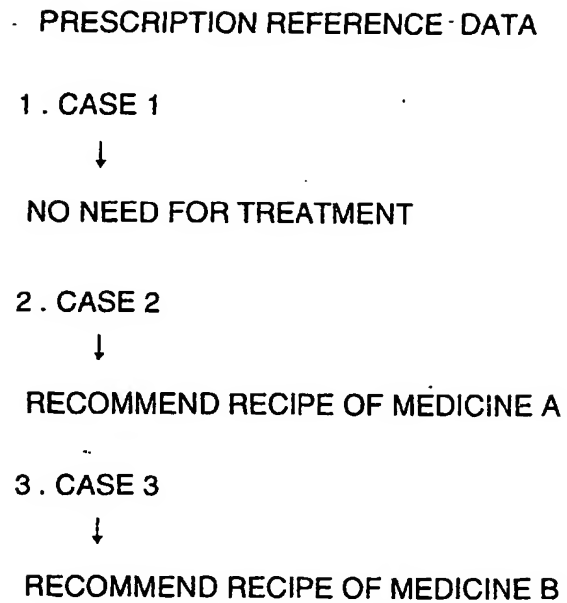 PRESCRIPTION REFERENCE DATA
1. CASE 1
↓
NO NEED FOR TREATMENT
2. CASE 2
↓
RECOMMEND RECIPE OF MEDICINE A
3. CASE 3
↓
RECOMMEND RECIPE OF MEDICINE B